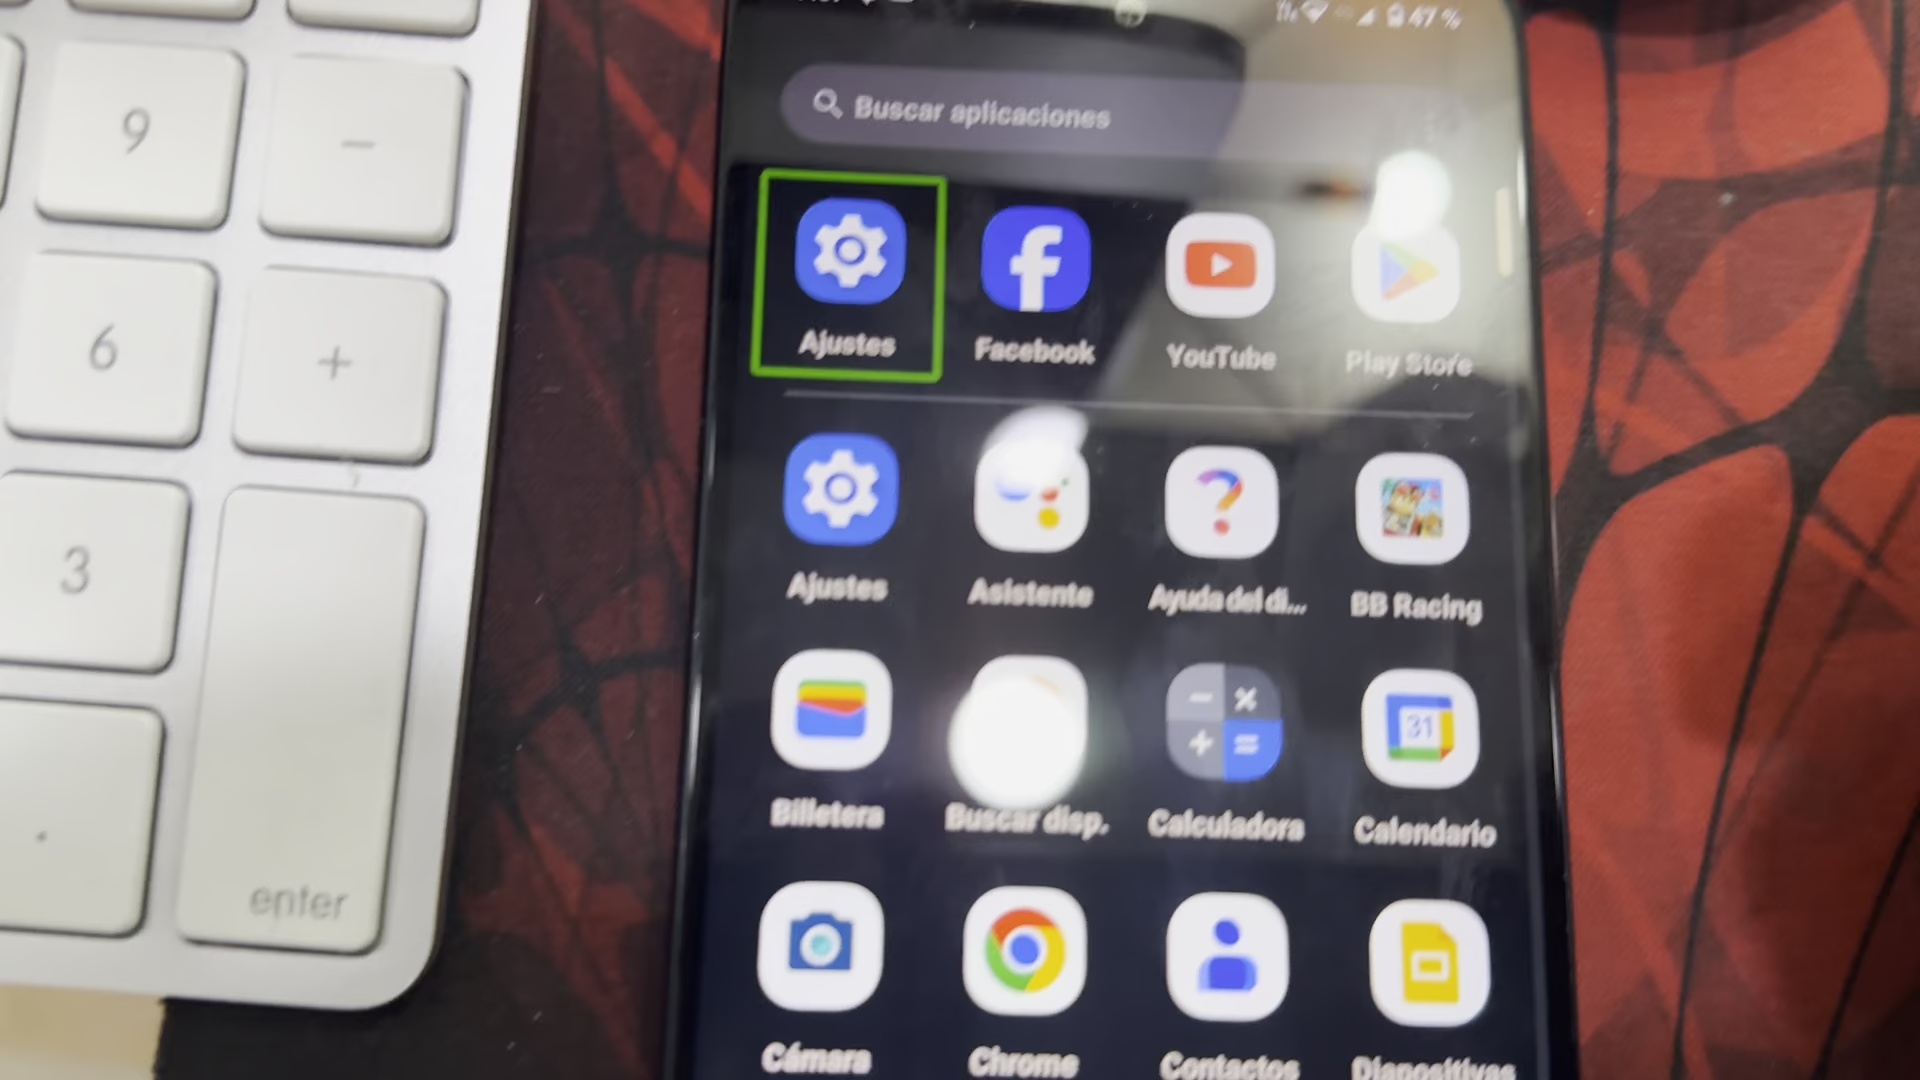 47 %
Buscar aplicaciones
Ajustes Facebook YouTube Play Store
Ajustes Asistente Ayuda del di... BB Racing
31
Billetera Buscar disp. Calculadora Calendario
Cámara Chrome Contactos Diapositivas
9 −
6 +
3
.
enter